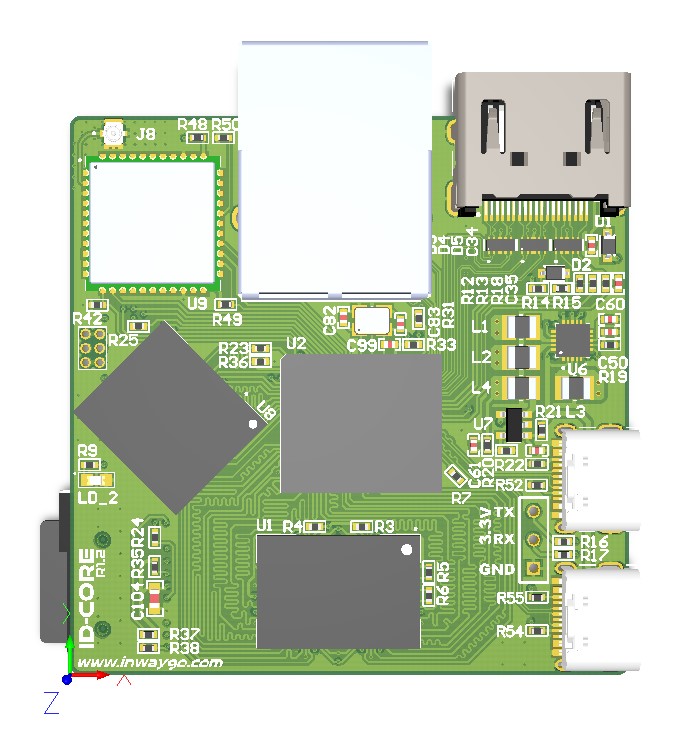 J8
R48
R50
U9
R42
R49
R25
C82
C83
R31
C99
R33
D4
D5
C34
D1
R12
R13
R18
C35
D2
R14
R15
C60
L1
L2
L4
C50
R19
U6
U7
R21
L3
R23
R36
U2
U8
R9
LD_2
C61
R20
R22
R52
R7
3.3V
TX
RX
GND
R16
R17
U1
R4
R3
R24
R35
C104
R5
R6
R55
R54
R37
R38
ID-CORE
R1.2
www.inwaygo.com
X
Z